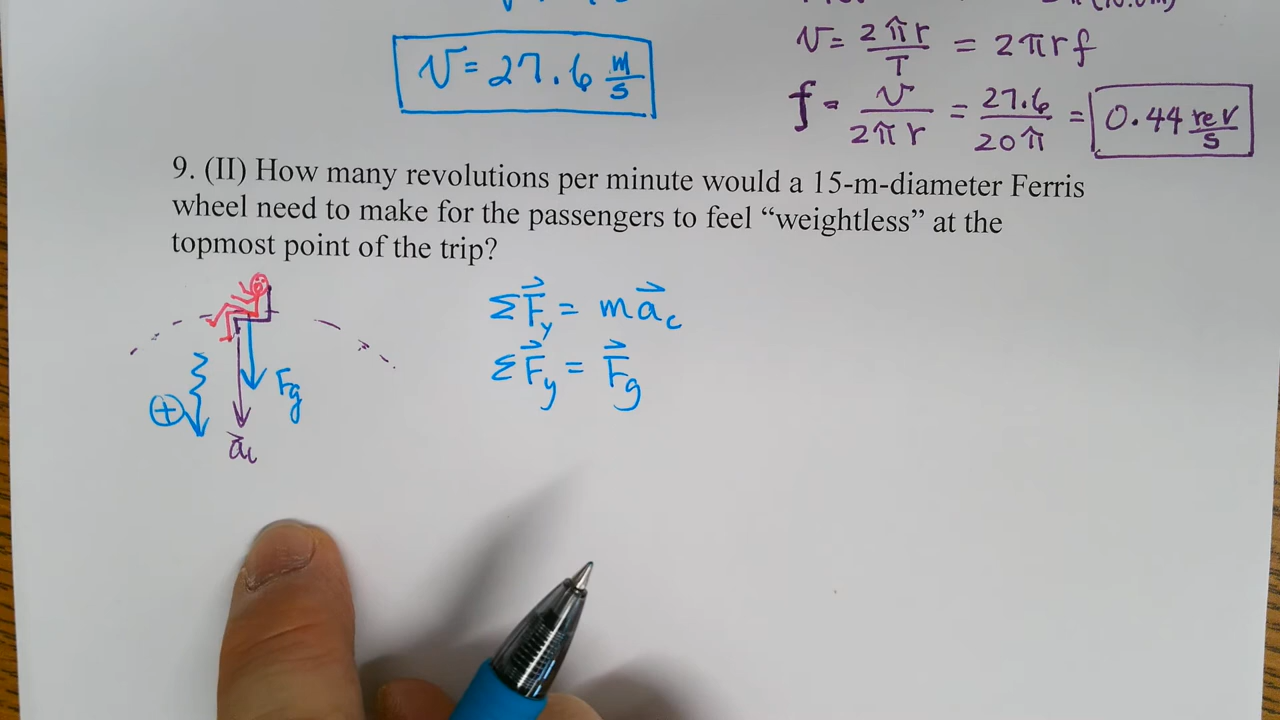 v = 27.6 m/s
v = 2πr/T = 2πrf
f = v/2πr = 27.6/20π = 0.44 rev/s
9. (II) How many revolutions per minute would a 15-m-diameter Ferris
wheel need to make for the passengers to feel “weightless” at the
topmost point of the trip?
ΣF⃗y = ma⃗c
ΣF⃗y = F⃗g
Fg
+
a⃗c